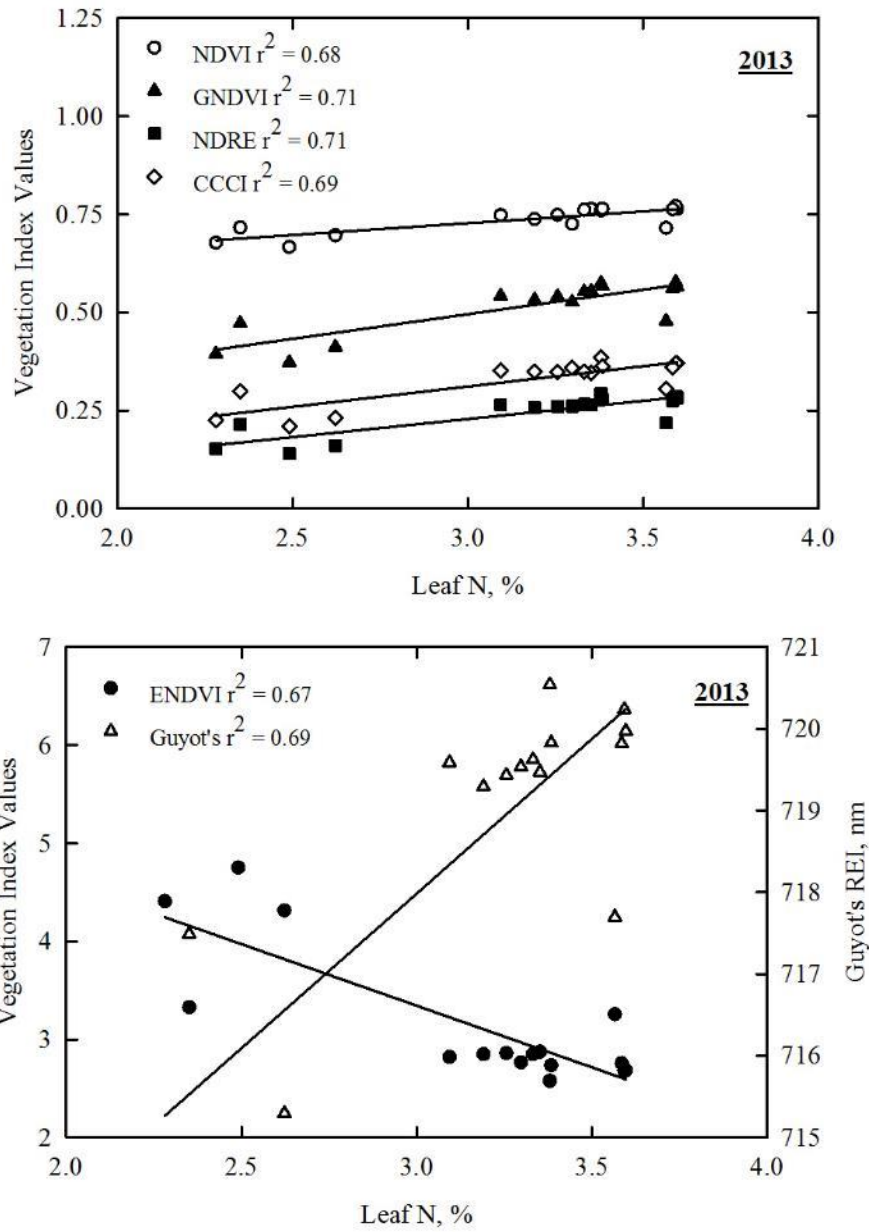 1.25
NDVI r² = 0.68
2013
GNDVI r² = 0.71
1.00
NDRE r² = 0.71
CCCI r² = 0.69
0.75
0.50
0.25
0.00
Vegetation Index Values
2.0 2.5 3.0 3.5 4.0
Leaf N, %
7 721
ENDVI r² = 0.67
2013
Guyot's r² = 0.69
6 720
719
5
718
4
717
3
716
2 715
Vegetation Index Values
Guyot's REI, nm
2.0 2.5 3.0 3.5 4.0
Leaf N, %